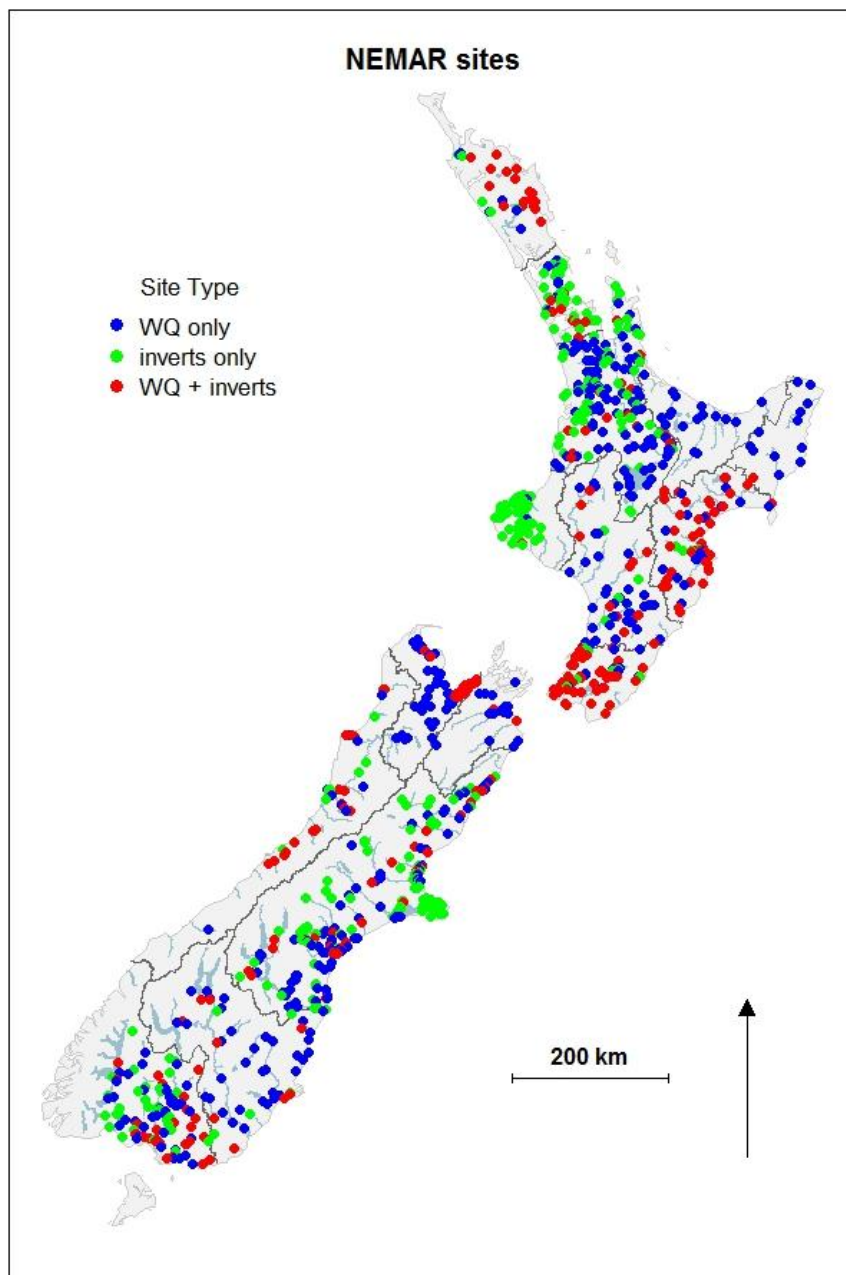 NEMAR sites
Site Type
WQ only
inverts only
WQ + inverts
200 km